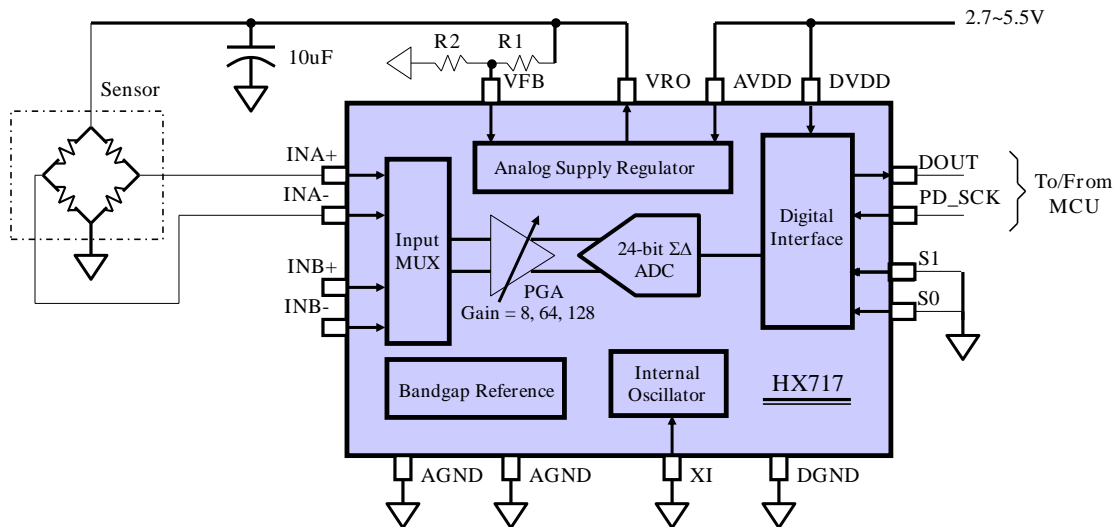 2.7~5.5V
R2
R1
10uF
VFB
VRO
AVDD
DVDD
Sensor
INA+
INA-
INB+
INB-
Analog Supply Regulator
DOUT
PD_SCK
S1
S0
To/From
MCU
Input
MUX
PGA
Gain = 8, 64, 128
24-bit ΣΔ
ADC
Digital
Interface
Bandgap Reference
Internal
Oscillator
HX717
AGND
AGND
XI
DGND